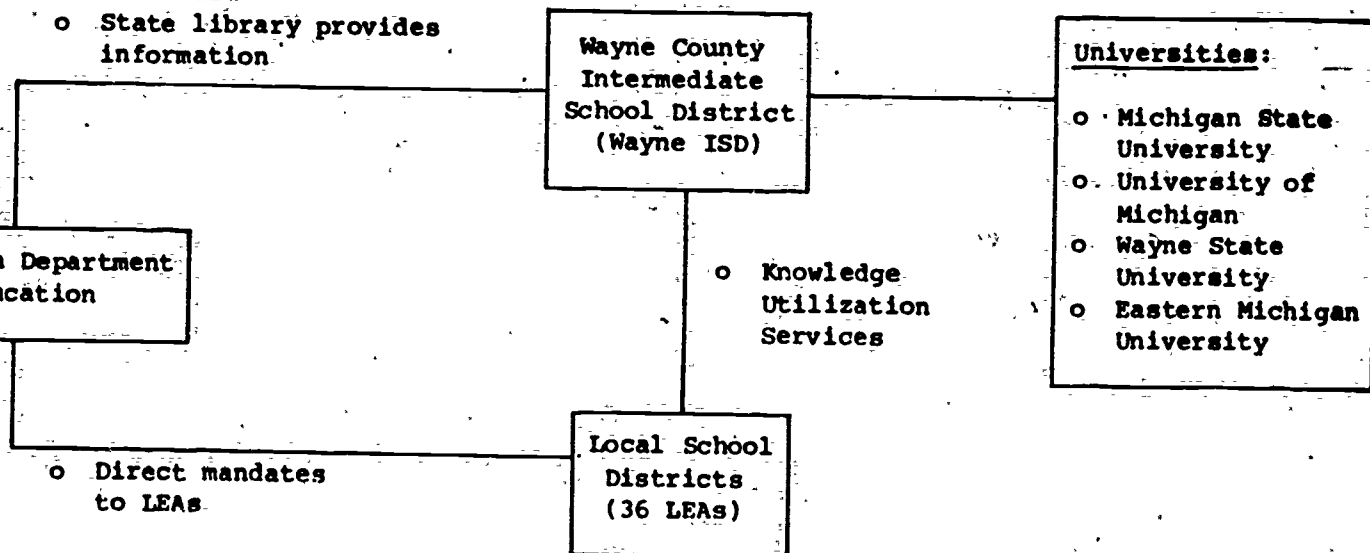 o State library provides
information
Wayne County
Intermediate
School District
(Wayne ISD)
Universities:
o Michigan State
University
o University of
Michigan
o Wayne State
University
o Eastern Michigan
University
Department
o Knowledge
Utilization
Services
Local School
Districts
(36 LEAs)
o Direct mandates
to LEAs